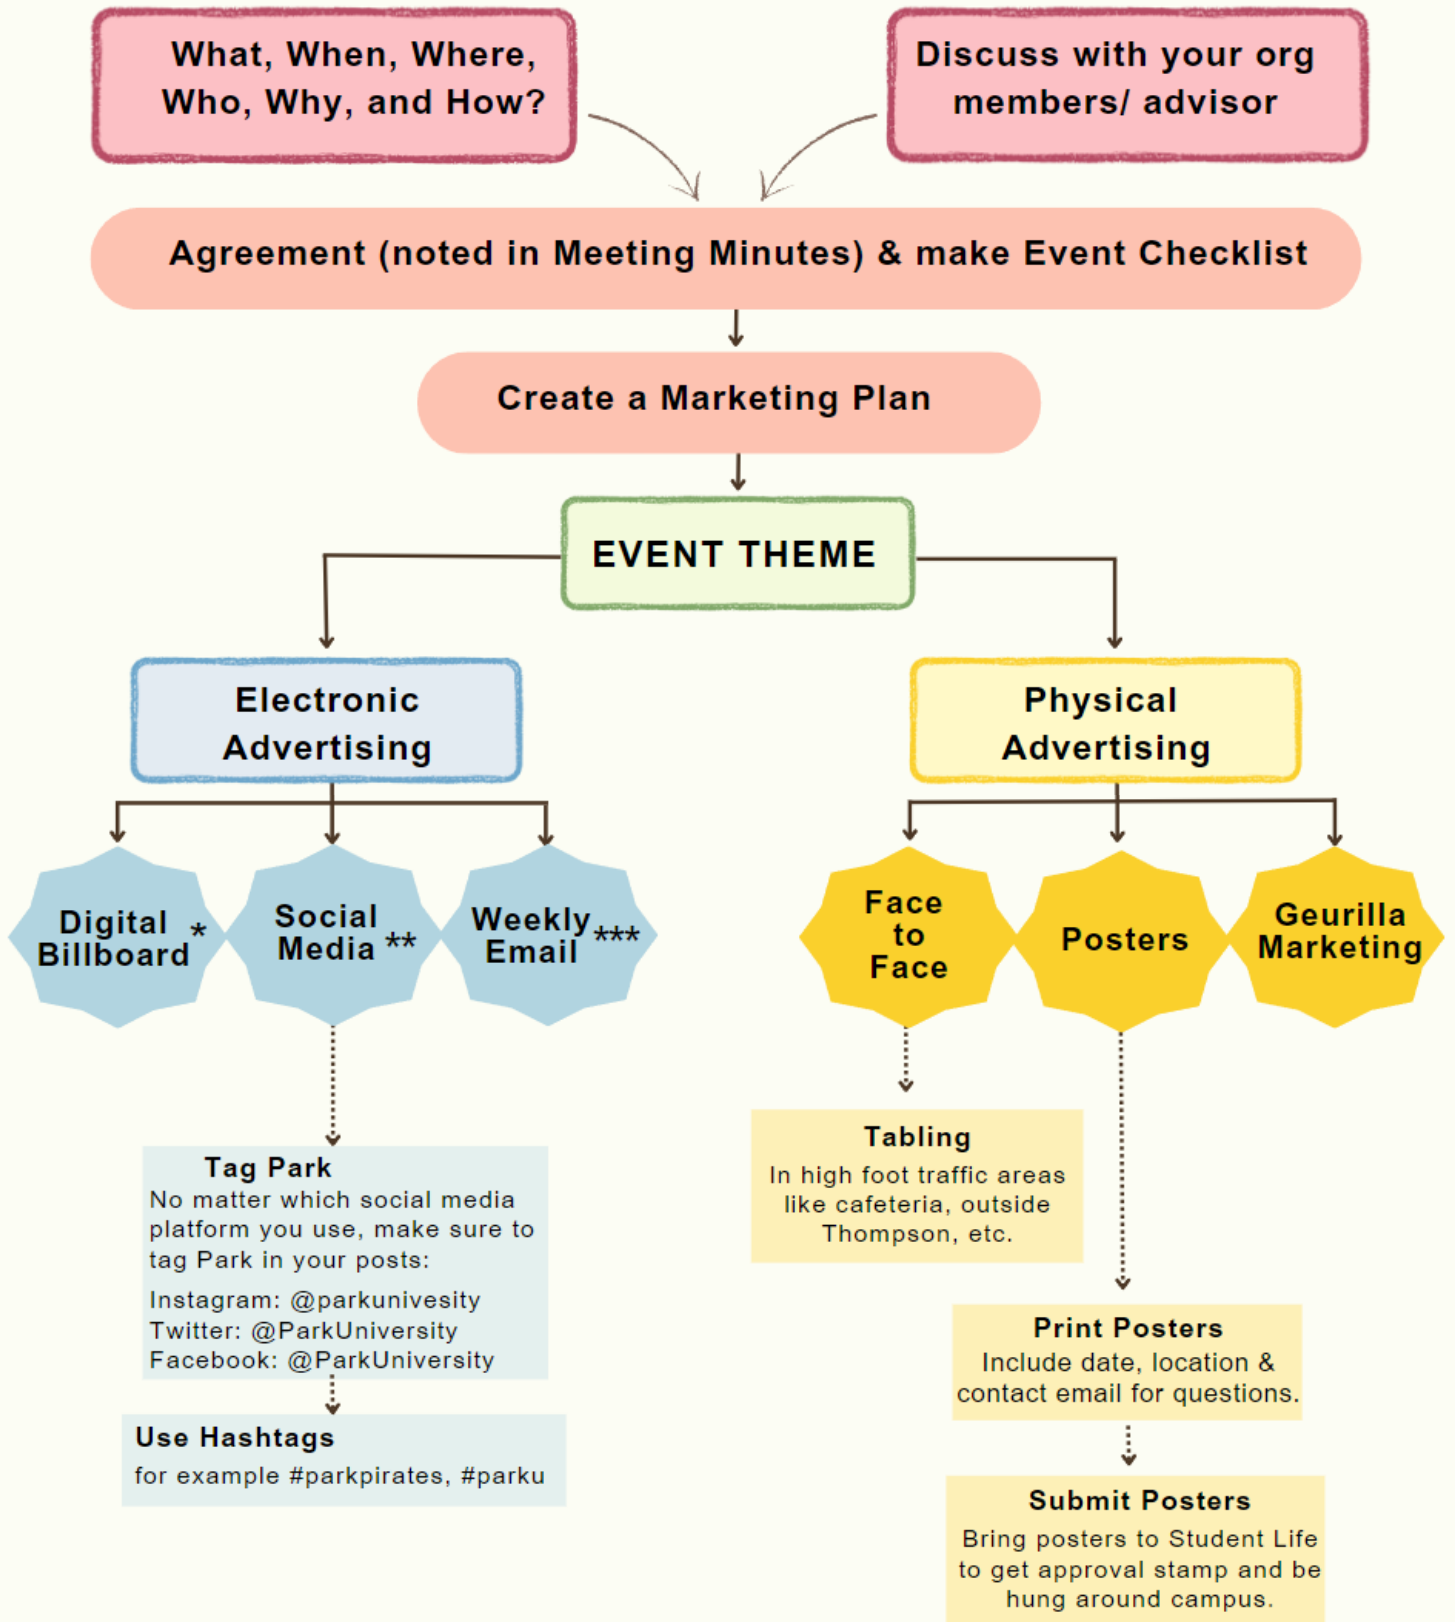 What, When, Where,
Who, Why, and How?
Discuss with your org
members/ advisor
Agreement (noted in Meeting Minutes) & make Event Checklist
Create a Marketing Plan
EVENT THEME
Electronic
Advertising
Physical
Advertising
Digital
Billboard *
Social
Media **
Weekly
Email ***
Face
to
Face
Posters
Geurilla
Marketing
Tag Park
No matter which social media
platform you use, make sure to
tag Park in your posts:
Instagram: @parkunivesity
Twitter: @ParkUniversity
Facebook: @ParkUniversity
Use Hashtags
for example #parkpirates, #parku
Tabling
In high foot traffic areas
like cafeteria, outside
Thompson, etc.
Print Posters
Include date, location &
contact email for questions.
Submit Posters
Bring posters to Student Life
to get approval stamp and be
hung around campus.